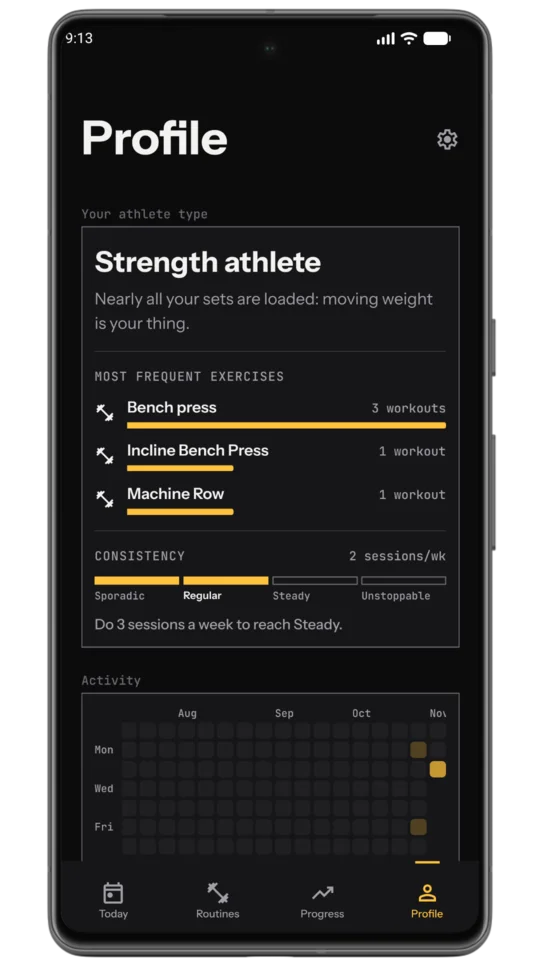 9:13
Profile
Your athlete type
Strength athlete
Nearly all your sets are loaded: moving weight
is your thing.
MOST FREQUENT EXERCISES
Bench press
3 workouts
Incline Bench Press
1 workout
Machine Row
1 workout
CONSISTENCY
2 sessions/wk
Sporadic
Regular
Steady
Unstoppable
Do 3 sessions a week to reach Steady.
Activity
Aug
Sep
Oct
Nov
Mon
Wed
Fri
Today
Routines
Progress
Profile